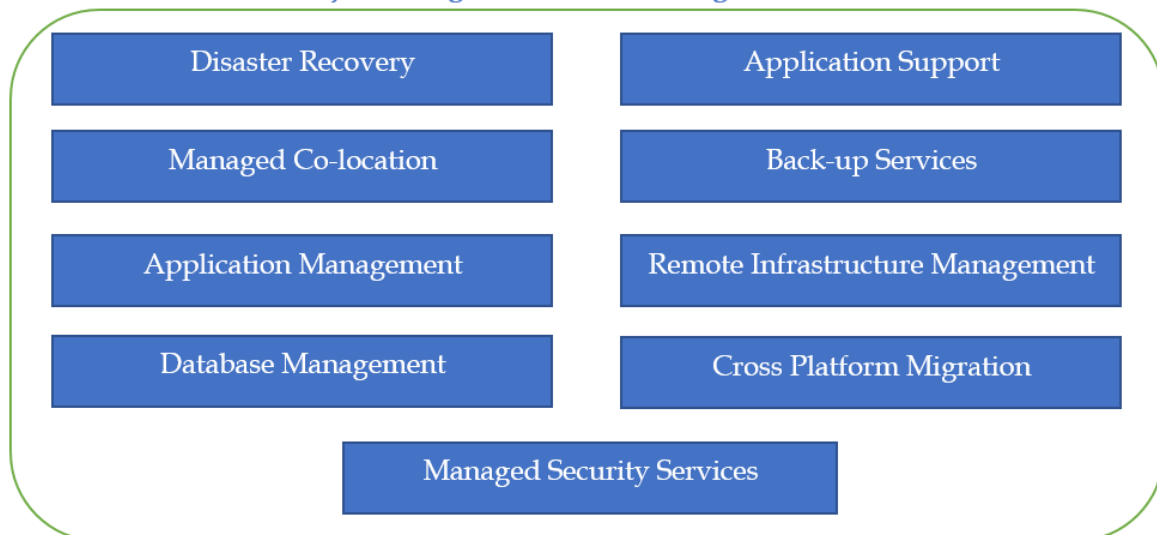 Disaster Recovery
Application Support
Managed Co-location
Back-up Services
Application Management
Remote Infrastructure Management
Database Management
Cross Platform Migration
Managed Security Services